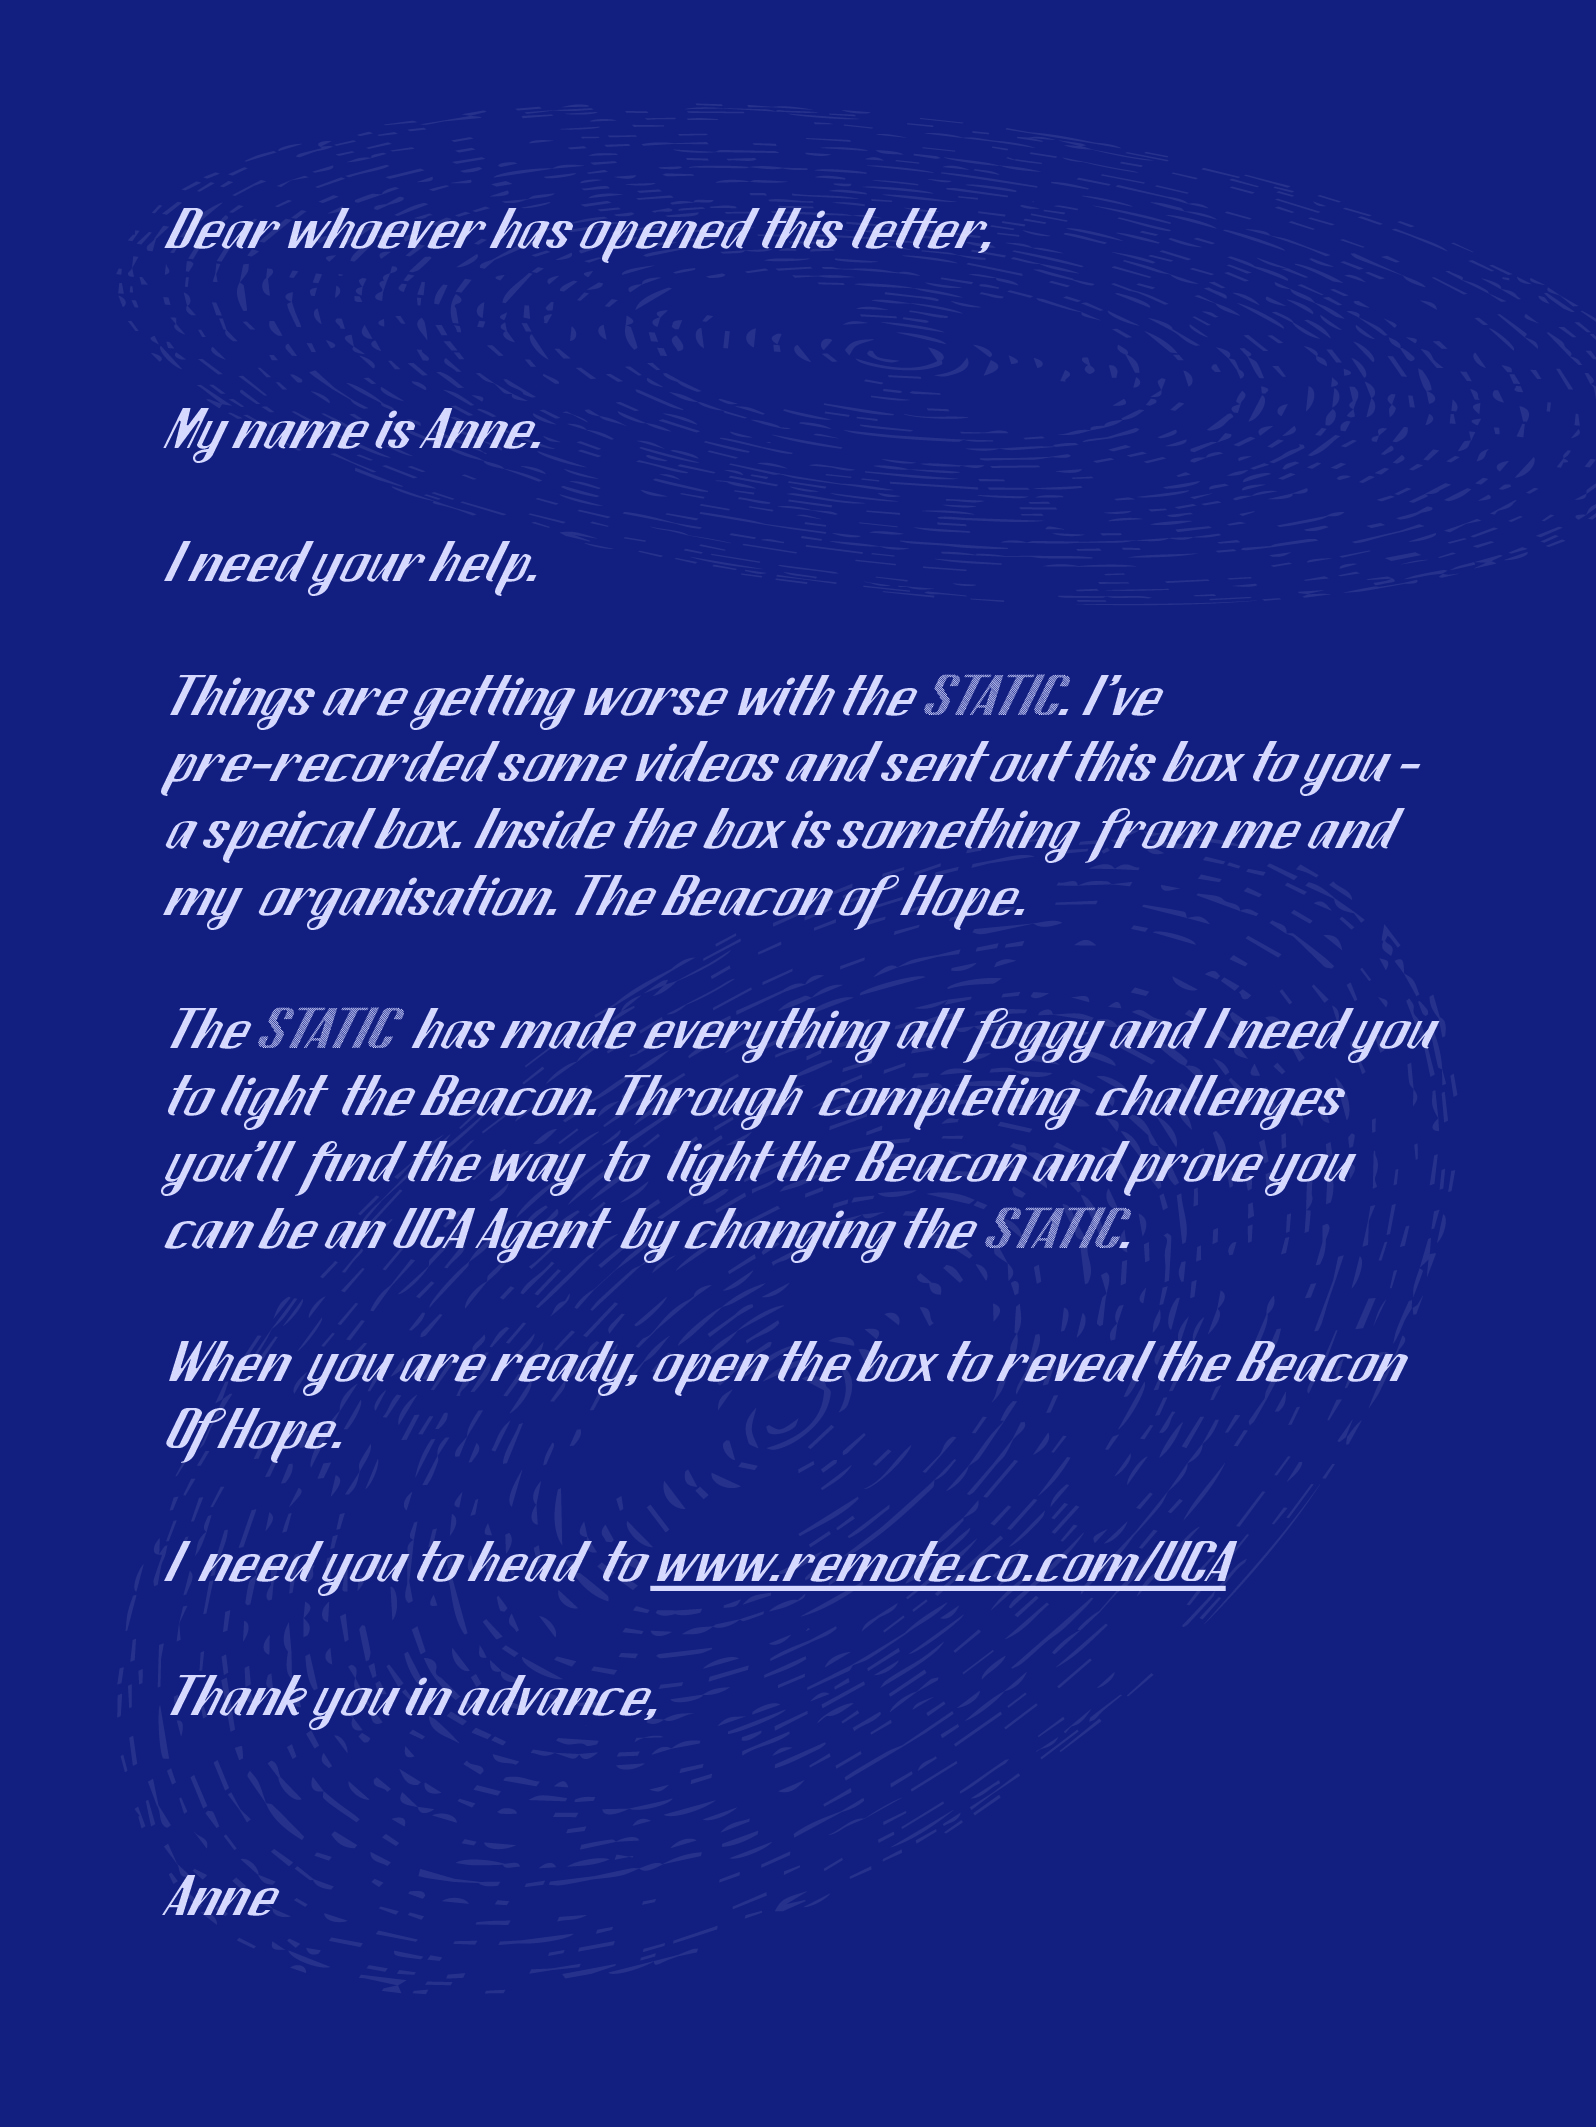 Dear whoever has opened this letter,
My name is Anne.
I need your help.
Things are getting worse with the STATIC. I've
pre-recorded some videos and sent out this box to you -
a speical box. Inside the box is something from me and
my organisation. The Beacon of Hope.
The STATIC has made everything all foggy and I need you
to light the Beacon. Through completing challenges
you'll find the way to light the Beacon and prove you
can be an UCA Agent by changing the STATIC.
When you are ready, open the box to reveal the Beacon
Of Hope.
I need you to head to www.remote.co.com/UCA
Thank you in advance,
Anne